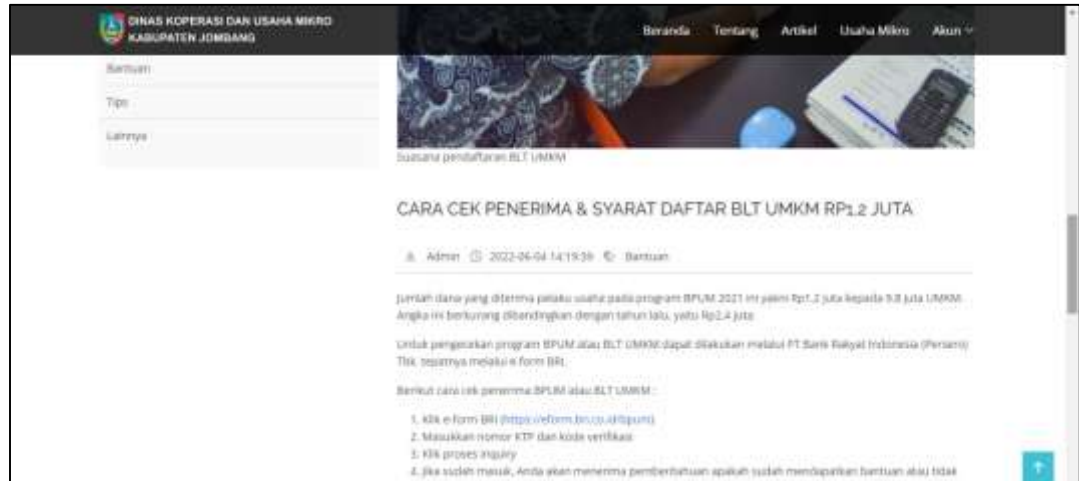 DINAS KOPERASI DAN USAHA MIKRO
KABUPATEN JOMBANG
Beranda Tentang Artikel Usaha Mikro Akun
Bantuan
Tips
Lainnya
Suasana pendaftaran BLT UMKM
CARA CEK PENERIMA & SYARAT DAFTAR BLT UMKM RP1,2 JUTA
Admin 2022-06-04 14:19:39 Bantuan
Jumlah dana yang diterima pelaku usaha pada program BPUM 2021 ini yakni Rp1,2 juta kepada 9,8 juta UMKM.
Angka ini berkurang dibandingkan dengan tahun lalu, yaitu Rp2,4 juta.
Untuk pengecekan program BPUM atau BLT UMKM dapat dilakukan melalui PT Bank Rakyat Indonesia (Persero)
Tbk, tepatnya melalui e form BRI.
Berikut cara cek penerima BPUM atau BLT UMKM :
1. Klik e-form BRI (https://eform.bri.co.id/bpum)
2. Masukkan nomor KTP dan kode verifikasi
3. Klik proses inquiry
4. Jika sudah masuk, Anda akan menerima pemberitahuan apakah sudah mendapatkan bantuan atau tidak